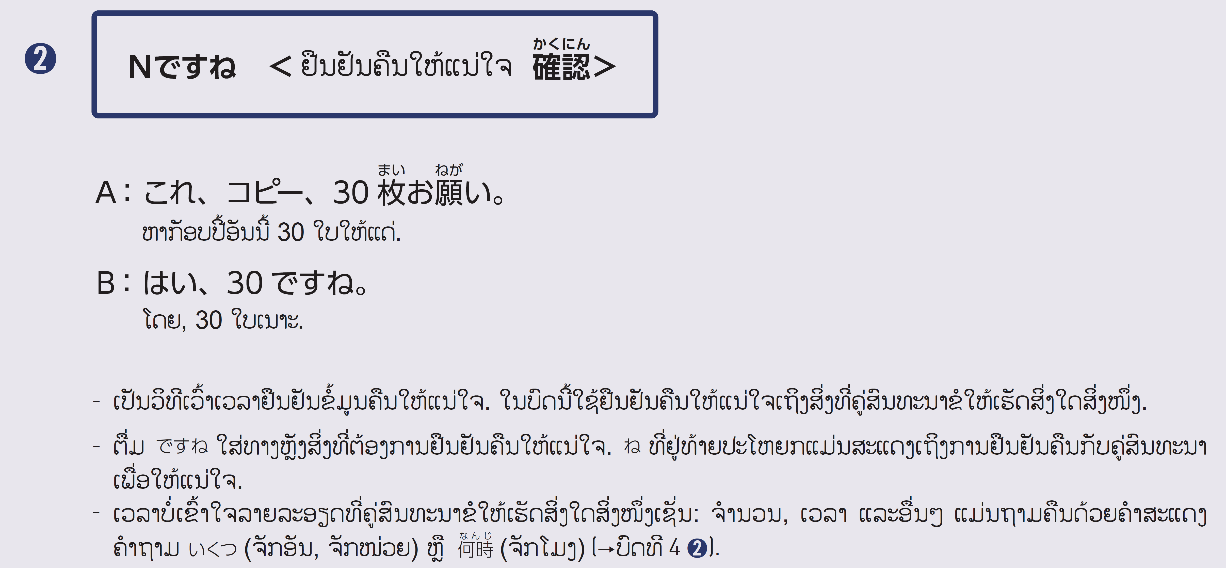 2 Nですね <ຢືນຢັນຄືນໃຫ້ແນ່ໃຈ 確認>
かくにん
まい ねが
A:これ、コピー、30 枚お願い。
ຫາກ໊ອບປີ້ອັນນີ້ 30 ໃບໃຫ້ແດ່.
B:はい、30 ですね。
ໂດຍ, 30 ໃບເນາະ.
- ເປັນວິທີເວົ້າເວລາຢືນຢັນຂໍ້ມູນຄືນໃຫ້ແນ່ໃຈ. ໃນບົດນີ້ໃຊ້ຢືນຢັນຄືນໃຫ້ແນ່ໃຈເຖິງສິ່ງທີ່ຄູ່ສົນທະນາຂໍໃຫ້ເຮັດສິ່ງໃດສິ່ງໜຶ່ງ.
- ຕື່ມ ですね ໃສ່ທາງຫຼັງສິ່ງທີ່ຕ້ອງການຢືນຢັນຄືນໃຫ້ແນ່ໃຈ. ね ທີ່ຢູ່ທ້າຍປະໂຫຍກແມ່ນສະແດງເຖິງການຢືນຢັນຄືນກັບຄູ່ສົນທະນາ
ເພື່ອໃຫ້ແນ່ໃຈ.
- ເວລາບໍ່ເຂົ້າໃຈລາຍລະອຽດທີ່ຄູ່ສົນທະນາຂໍໃຫ້ເຮັດສິ່ງໃດສິ່ງໜຶ່ງເຊັ່ນ: ຈຳນວນ, ເວລາ ແລະອື່ນໆ ແມ່ນຖາມຄືນດ້ວຍຄຳສະແດງ
なんじ
ຄຳຖາມ いくつ (ຈັກອັນ, ຈັກໜ່ວຍ) ຫຼື 何時 (ຈັກໂມງ) (→ບົດທີ 4 2).